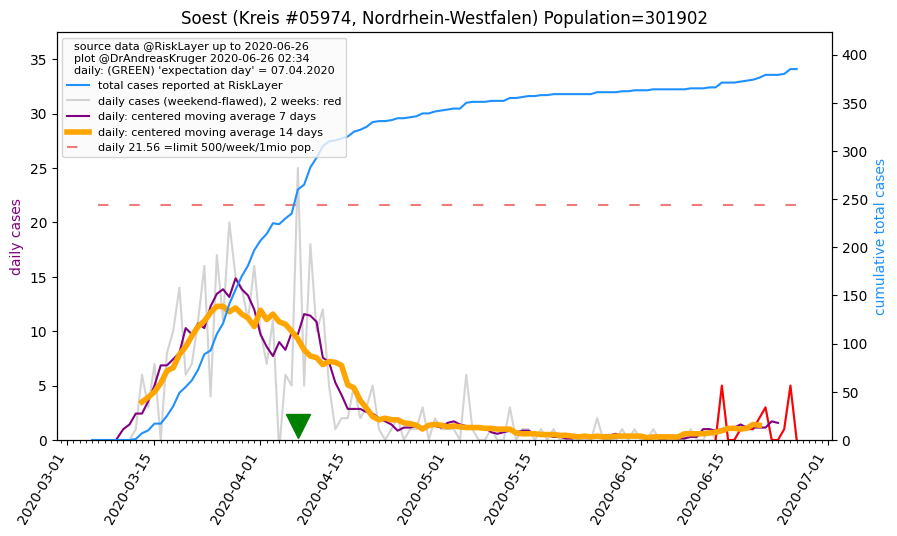 Soest (Kreis #05974, Nordrhein-Westfalen) Population=301902
source data @RiskLayer up to 2020-06-26
plot @DrAndreasKruger 2020-06-26 02:34
daily: (GREEN) 'expectation day' = 07.04.2020
total cases reported at RiskLayer
daily cases (weekend-flawed), 2 weeks: red
daily: centered moving average 7 days
daily: centered moving average 14 days
daily 21.56 =limit 500/week/1mio pop.
daily cases
35
30
25
20
15
10
5
0
400
350
300
250
200
150
100
50
0
cumulative total cases
2020-03-01
2020-03-15
2020-04-01
2020-04-15
2020-05-01
2020-05-15
2020-06-01
2020-06-15
2020-07-01